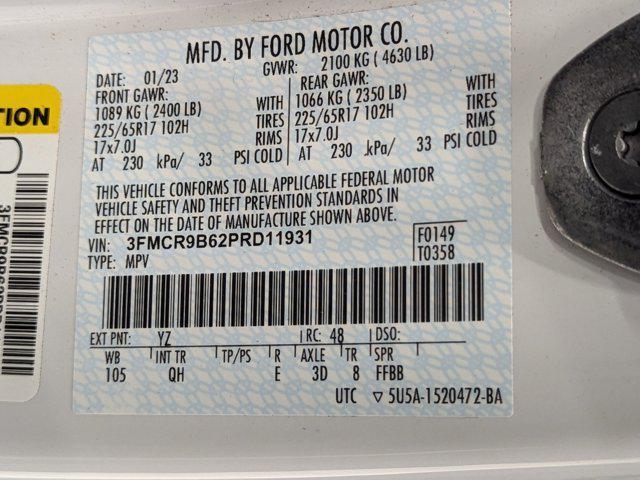 MFD. BY FORD MOTOR CO.
DATE: 01/23 GVWR: 2100 KG ( 4630 LB)
FRONT GAWR: REAR GAWR:
1089 KG ( 2400 LB) WITH 1066 KG ( 2350 LB) WITH
225/65R17 102H TIRES 225/65R17 102H TIRES
17x7.0J RIMS 17x7.0J RIMS
AT 230 kPa/ 33 PSI COLD AT 230 kPa/ 33 PSI COLD
THIS VEHICLE CONFORMS TO ALL APPLICABLE FEDERAL MOTOR
VEHICLE SAFETY AND THEFT PREVENTION STANDARDS IN
EFFECT ON THE DATE OF MANUFACTURE SHOWN ABOVE.
VIN: 3FMCR9B62PRD11931 F0149
TYPE: MPV T0358
EXT PNT: YZ RC: 48 DSO:
WB INT TR TP/PS R AXLE TR SPR
105 QH E 3D 8 FFBB
UTC ▽ 5U5A-1520472-BA